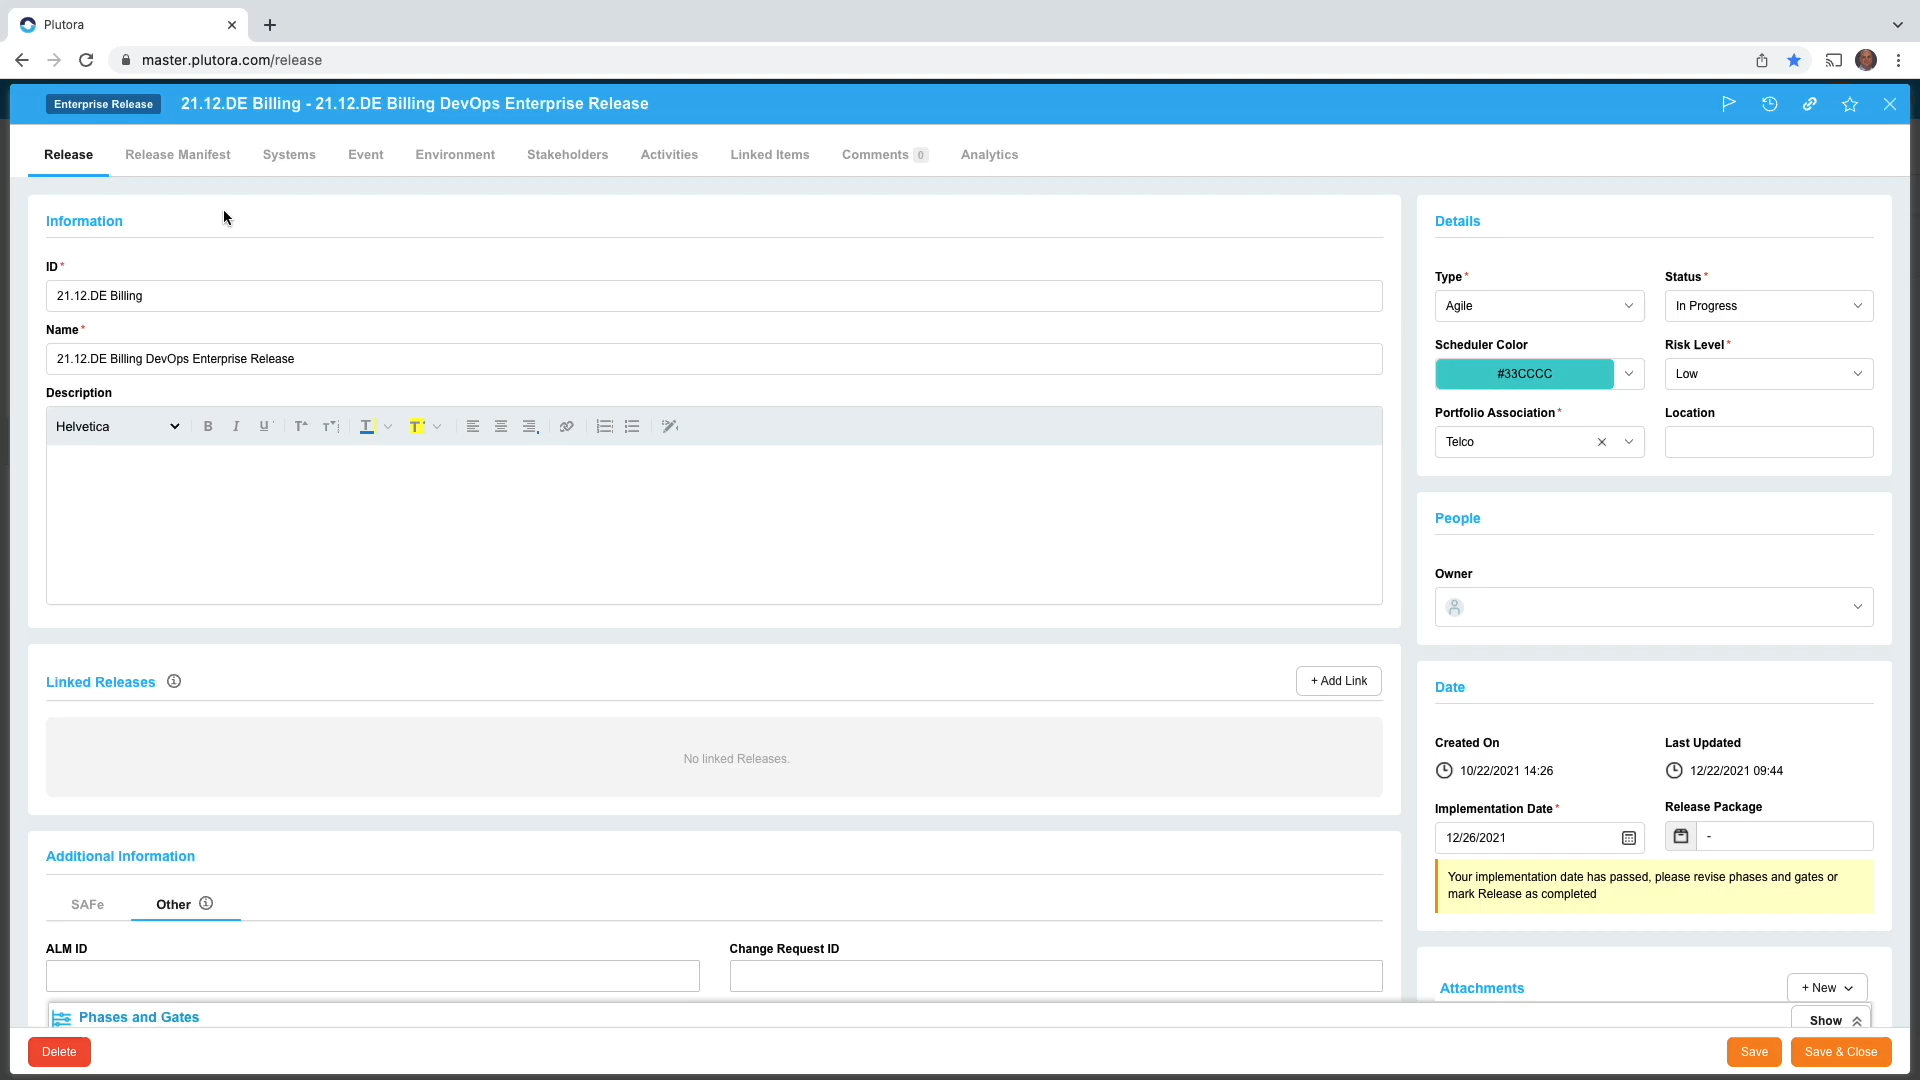 Plutora
master.plutora.com/release
Enterprise Release 21.12.DE Billing - 21.12.DE Billing DevOps Enterprise Release
Release Release Manifest Systems Event Environment Stakeholders Activities Linked Items Comments 0 Analytics
Information
ID*
21.12.DE Billing
Name*
21.12.DE Billing DevOps Enterprise Release
Description
Helvetica
Linked Releases
+ Add Link
No linked Releases.
Additional Information
SAFe Other
ALM ID Change Request ID
Phases and Gates
Show
Details
Type* Status*
Agile In Progress
Scheduler Color Risk Level*
#33CCCC Low
Portfolio Association* Location
Telco
People
Owner
Date
Created On Last Updated
10/22/2021 14:26 12/22/2021 09:44
Implementation Date* Release Package
12/26/2021 -
Your implementation date has passed, please revise phases and gates or
mark Release as completed
Attachments + New
Delete Save Save & Close